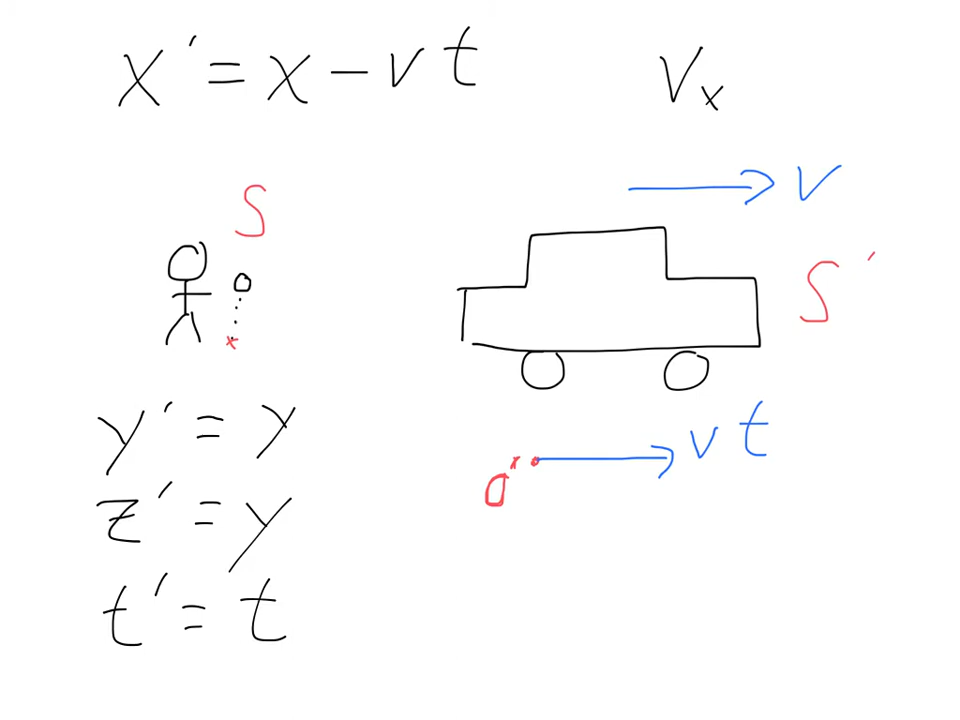 x' = x - vt
Vx
V
S
S'
y' = y
vt
z' = y
t' = t